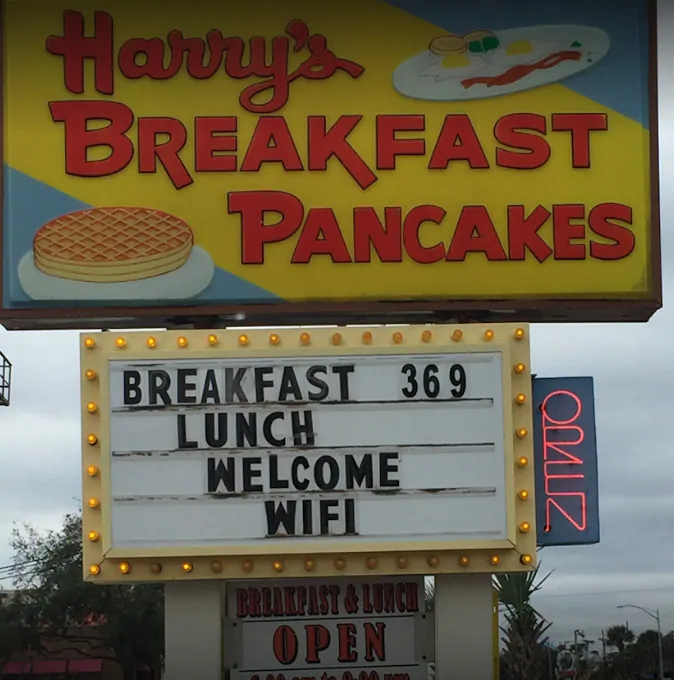 Harry's
BREAKFAST
PANCAKES
BREAKFAST 369
LUNCH
WELCOME
WIFI
OPEN
BREAKFAST & LUNCH
OPEN